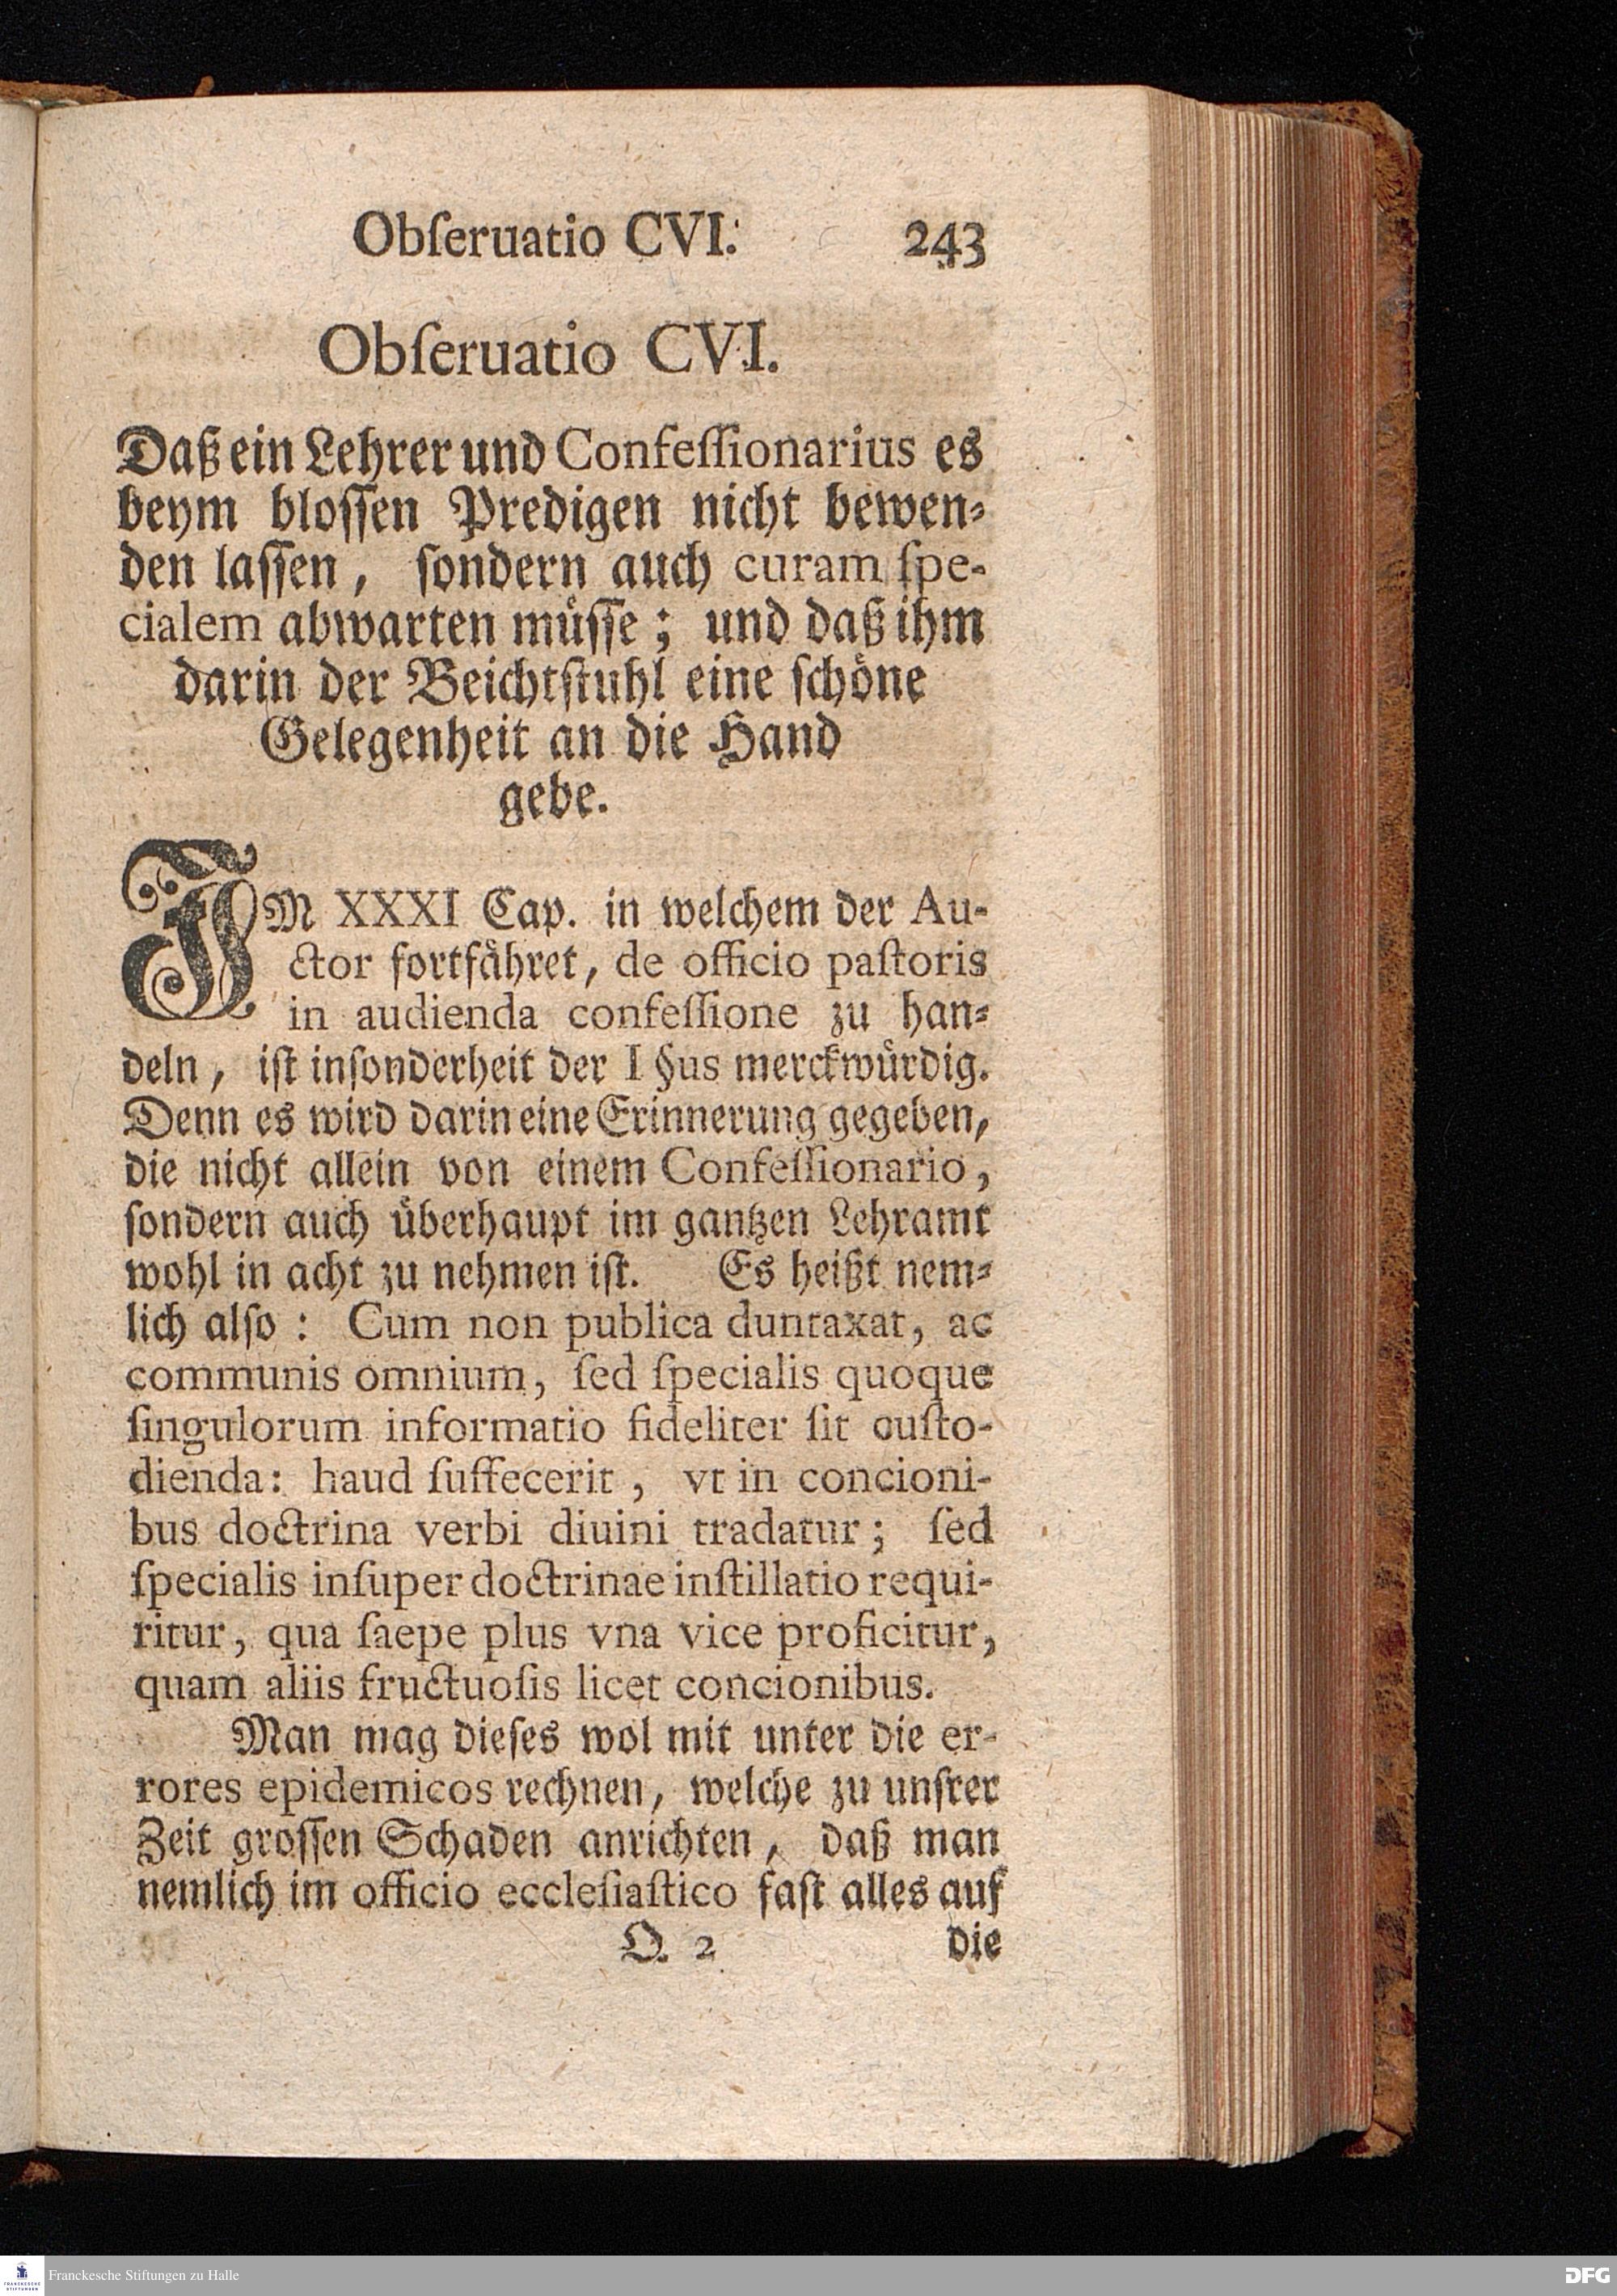 Obſeruatio CVI. 243
Obſeruatio CVI.
Daß ein Lehrer und Confeſſionarius es
beym bloſſen Predigen nicht bewen-
den laſſen, ſondern auch curam ſpe-
cialem abwarten müſſe; und daß ihm
darin der Beichtſtuhl eine ſchöne
Gelegenheit an die Hand
gebe.
IM XXXI Cap. in welchem der Au-
ctor fortfähret, de officio paſtoris
in audienda confeſſione zu han-
deln, iſt inſonderheit der I §us merckwürdig.
Denn es wird darin eine Erinnerung gegeben,
die nicht allein von einem Confeſſionario,
ſondern auch überhaupt im gantzen Lehramt
wohl in acht zu nehmen iſt. Es heißt nem-
lich alſo: Cum non publica duntaxat, ac
communis omnium, ſed ſpecialis quoque
ſingulorum informatio fideliter ſit cuſto-
dienda: haud ſuffecerit, vt in concioni-
bus doctrina verbi diuini tradatur; ſed
ſpecialis inſuper doctrinae inſtillatio requi-
ritur, qua ſaepe plus vna vice proficitur,
quam aliis fructuoſis licet concionibus.
Man mag dieſes wol mit unter die er-
rores epidemicos rechnen, welche zu unſrer
Zeit groſſen Schaden anrichten, daß man
nemlich im officio eccleſiaſtico faſt alles auf
Q 2 die
Franckesche Stiftungen zu Halle
FRANCKESCHE
STIFTUNGEN
DFG